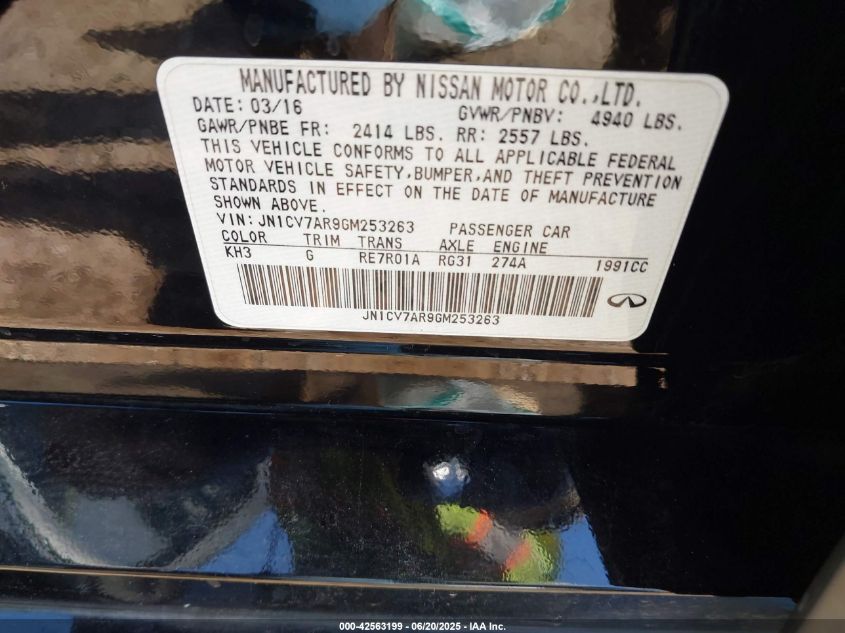 MANUFACTURED BY NISSAN MOTOR CO.,LTD.
DATE: 03/16 GVWR/PNBV: 4940 LBS.
GAWR/PNBE FR: 2414 LBS. RR: 2557 LBS.
THIS VEHICLE CONFORMS TO ALL APPLICABLE FEDERAL
MOTOR VEHICLE SAFETY,BUMPER,AND THEFT PREVENTION
STANDARDS IN EFFECT ON THE DATE OF MANUFACTURE
SHOWN ABOVE.
VIN: JN1CV7AR9GM253263 PASSENGER CAR
COLOR TRIM TRANS AXLE ENGINE
KH3 G RE7R01A RG31 274A 1991CC
JN1CV7AR9GM253263
000-42563199 - 06/20/2025 - IAA Inc.